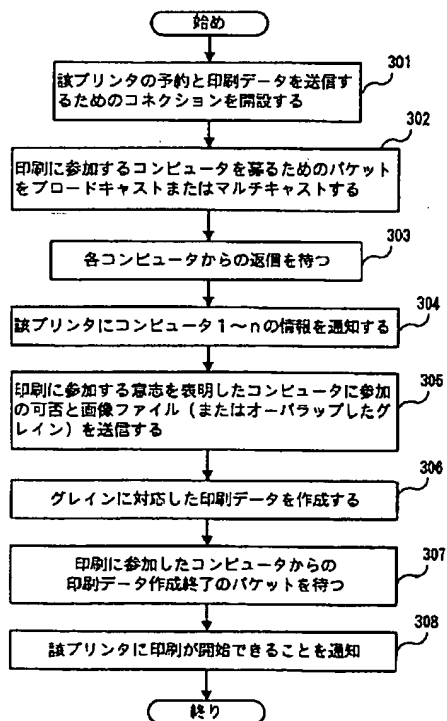 始め
該プリンタの予約と印刷データを送信す
るためのコネクションを開設する
301
印刷に参加するコンピュータを募るためのパケット
をブロードキャストまたはマルチキャストする
302
各コンピュータからの返信を待つ
303
該プリンタにコンピュータ1〜nの情報を通知する
304
印刷に参加する意志を表明したコンピュータに参加
の可否と画像ファイル(またはオーバラップしたグ
レイン)を送信する
305
グレインに対応した印刷データを作成する
306
印刷に参加したコンピュータからの
印刷データ作成終了のパケットを待つ
307
該プリンタに印刷が開始できることを通知
308
終り